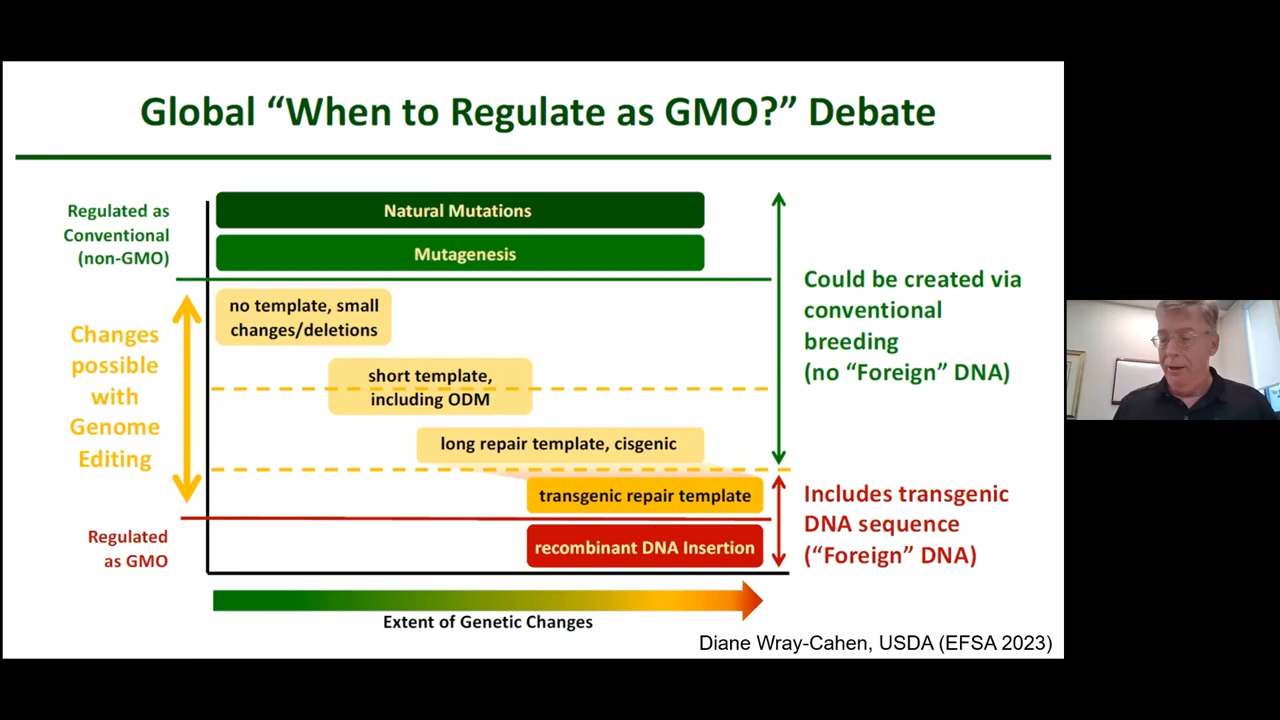 Global “When to Regulate as GMO?” Debate
Regulated as
Conventional
(non-GMO)
Natural Mutations
Mutagenesis
Changes
possible
with
Genome
Editing
no template, small
changes/deletions
short template,
including ODM
long repair template, cisgenic
transgenic repair template
Regulated
as GMO
recombinant DNA Insertion
Could be created via
conventional
breeding
(no “Foreign” DNA)
Includes transgenic
DNA sequence
(“Foreign” DNA)
Extent of Genetic Changes
Diane Wray-Cahen, USDA (EFSA 2023)